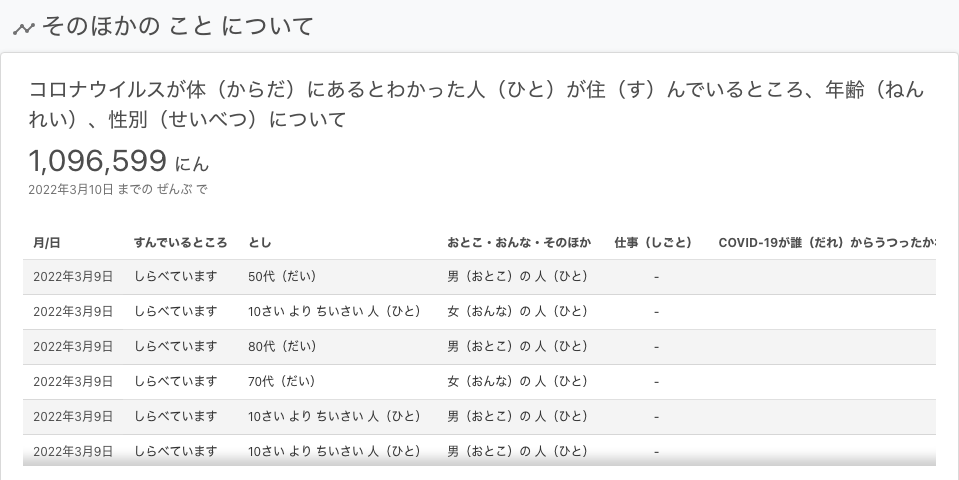 そのほかの こと について
コロナウイルスが体（からだ）にあるとわかった人（ひと）が住（す）んでいるところ、年齢（ねん
れい）、性別（せいべつ）について
1,096,599 にん
2022年3月10日 までの ぜんぶ で
月/日 すんでいるところ とし おとこ・おんな・そのほか 仕事（しごと） COVID-19が誰（だれ）からうつったか
2022年3月9日 しらべています 50代（だい） 男（おとこ）の 人（ひと） -
2022年3月9日 しらべています 10さい より ちいさい 人（ひと） 女（おんな）の 人（ひと） -
2022年3月9日 しらべています 80代（だい） 男（おとこ）の 人（ひと） -
2022年3月9日 しらべています 70代（だい） 女（おんな）の 人（ひと） -
2022年3月9日 しらべています 10さい より ちいさい 人（ひと） 男（おとこ）の 人（ひと） -
2022年3月9日 しらべています 10さい より ちいさい 人（ひと） 男（おとこ）の 人（ひと） -